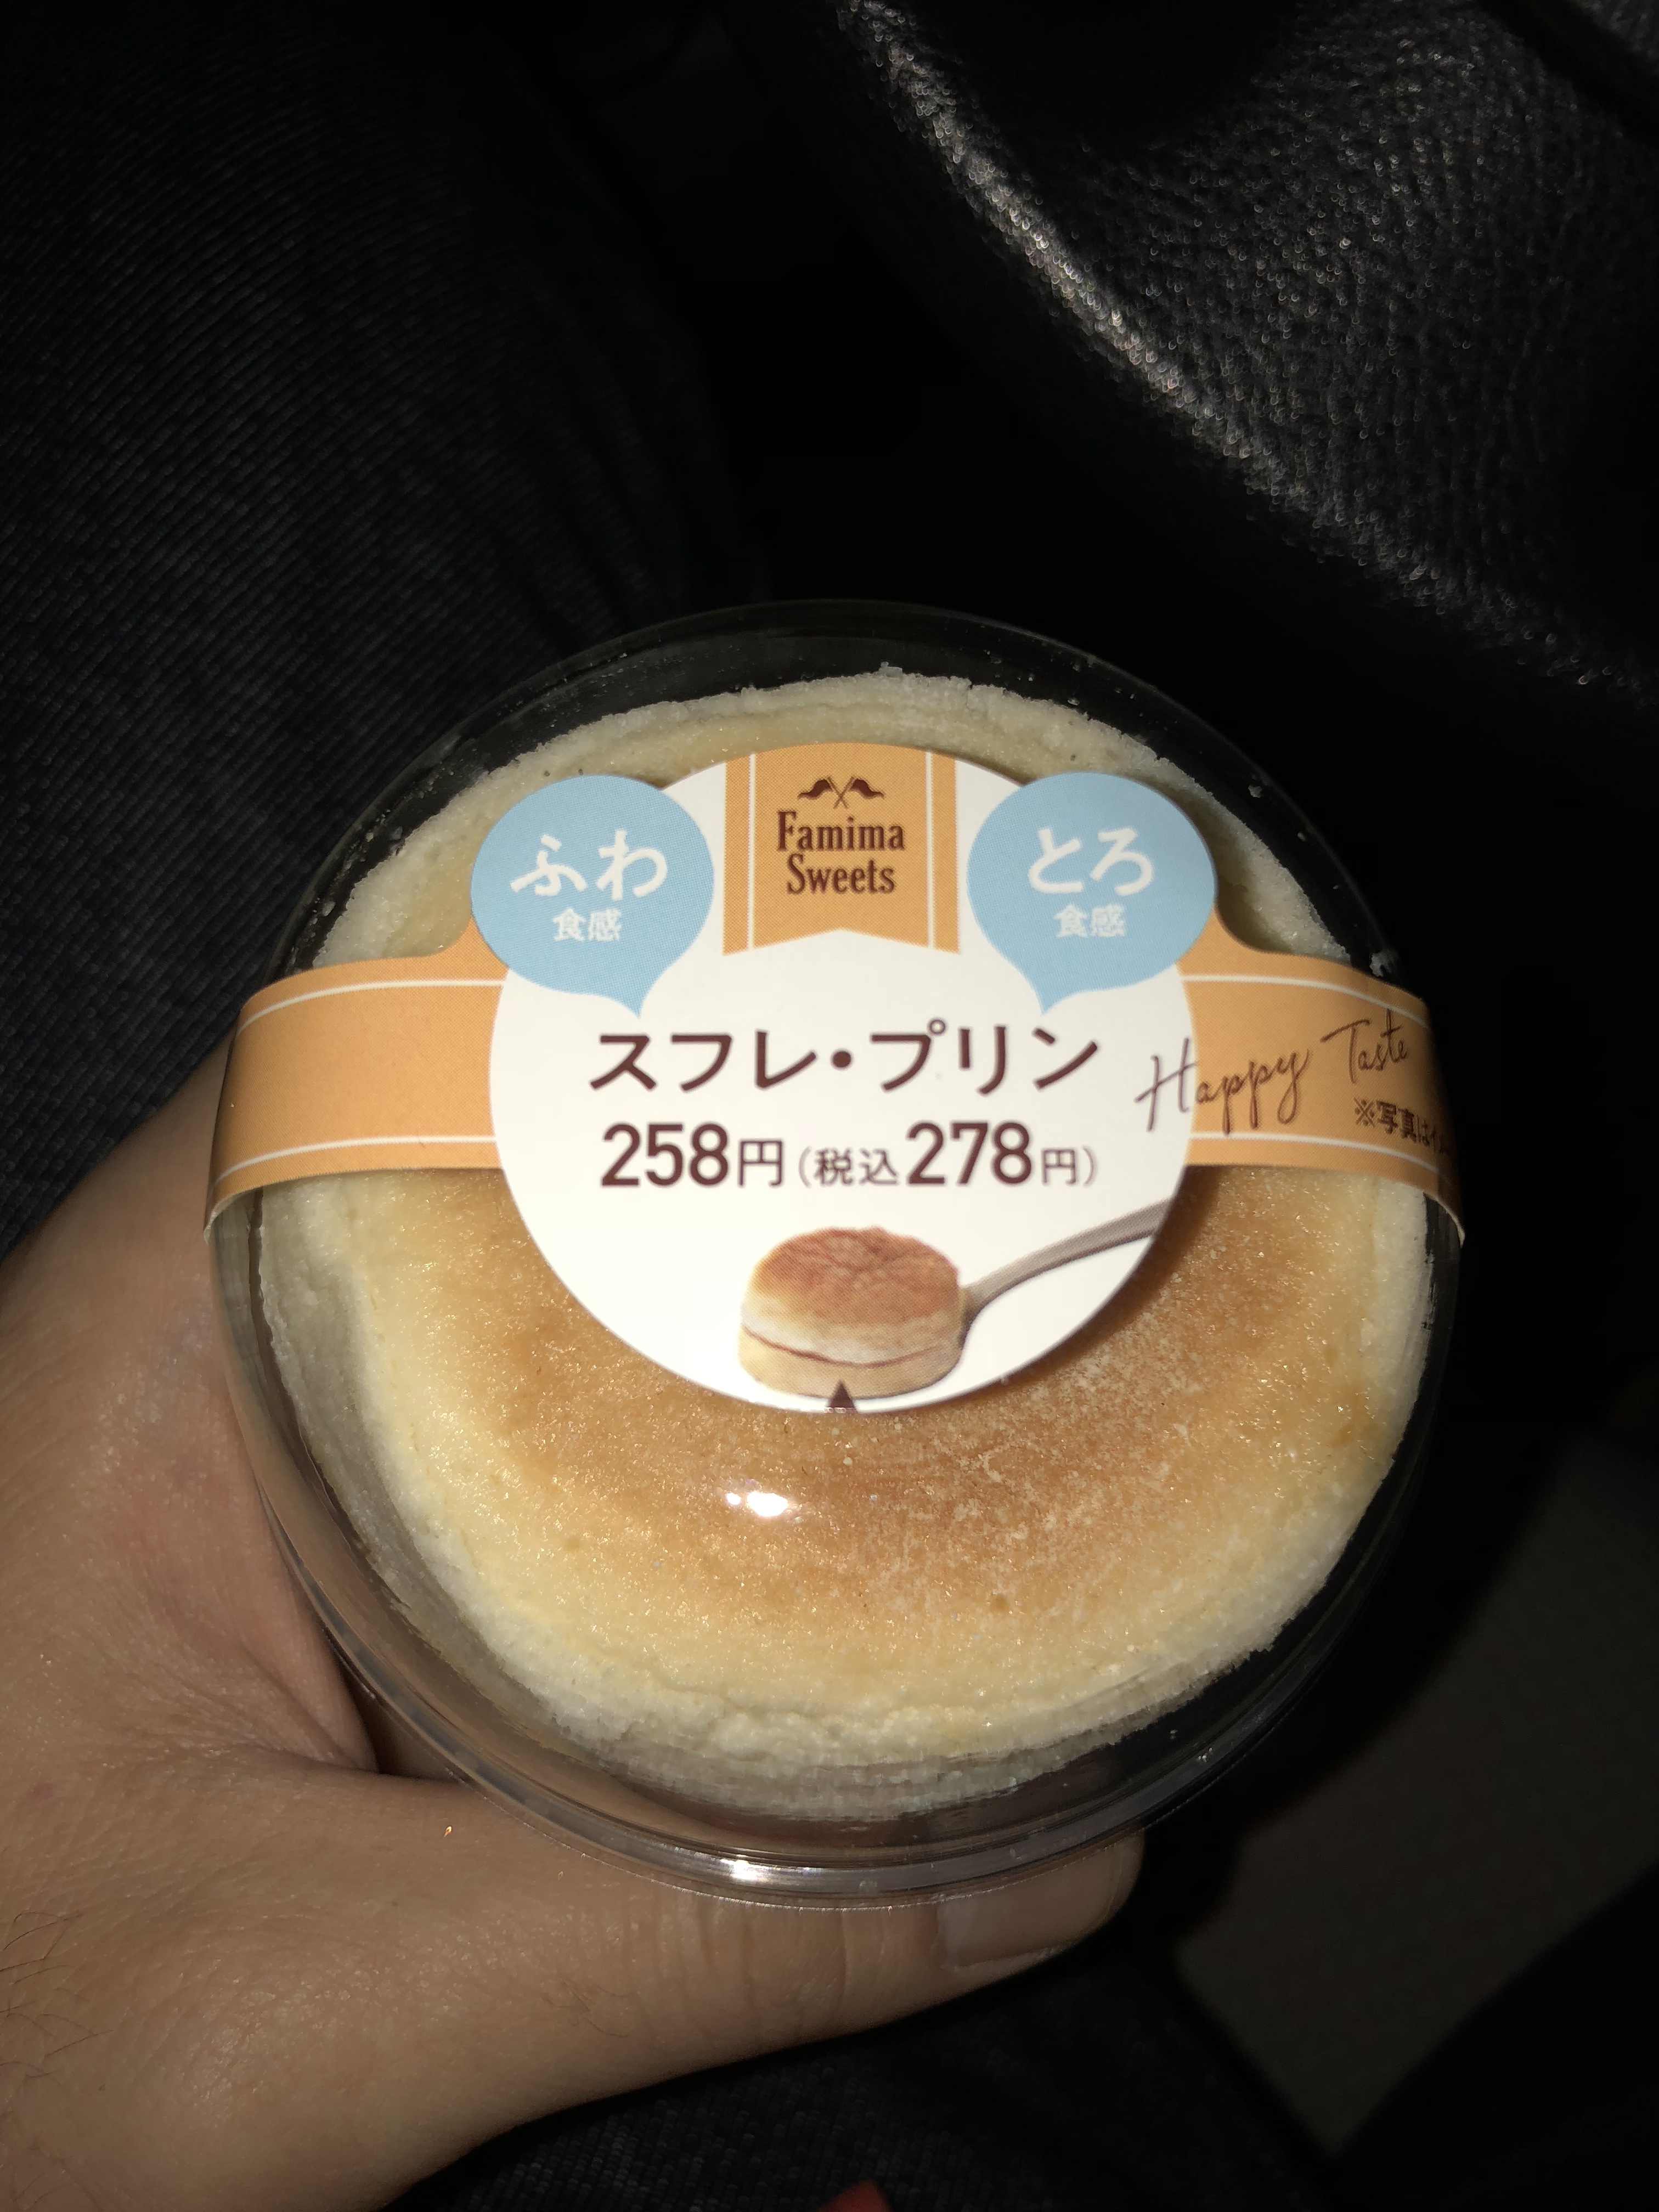 Famima
Sweets
ふわ
食感
とろ
食感
スフレ・プリン
258円(税込278円)
Happy Taste
※写真は